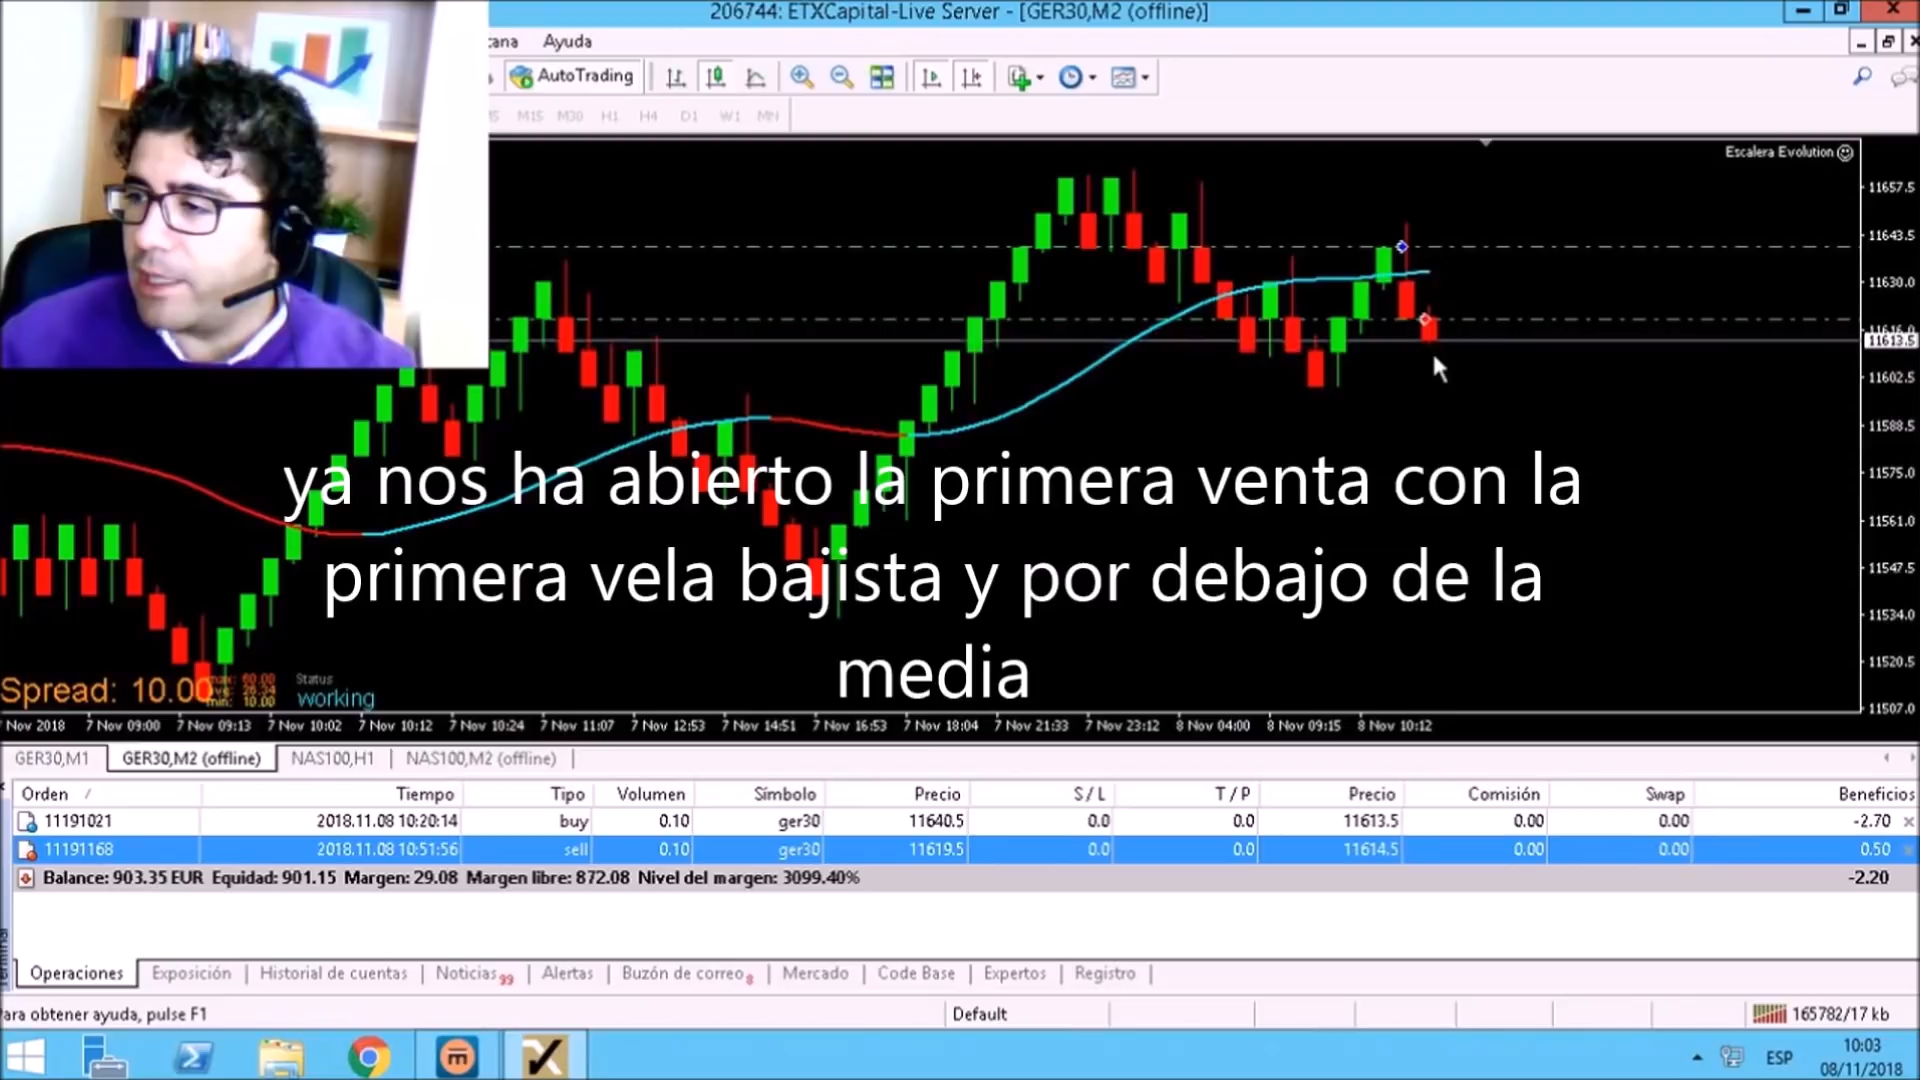 206744: ETXCapital-Live Server - [GER30,M2 (offline)]
Ayuda
AutoTrading
M15 M30 H1 H4 D1 W1 MN
Escalera Evolution
11657.5
11643.5
11630.0
11616.0
11613.5
11602.5
11588.5
11575.0
11561.0
11547.5
11534.0
11520.5
11507.0
ya nos ha abierto la primera venta con la
primera vela bajista y por debajo de la
media
Spread: 10.00
max: 60.00
min: 10.00
Status
working
Nov 2018 7 Nov 09:00 7 Nov 09:13 7 Nov 10:02 7 Nov 10:12 7 Nov 10:24 7 Nov 11:07 7 Nov 12:53 7 Nov 14:51 7 Nov 16:53 7 Nov 18:04 7 Nov 21:33 7 Nov 23:12 8 Nov 04:00 8 Nov 09:15 8 Nov 10:12
GER30,M1 GER30,M2 (offline) NAS100,H1 NAS100,M2 (offline)
Orden / Tiempo Tipo Volumen Símbolo Precio S / L T / P Precio Comisión Swap Beneficios
11191021 2018.11.08 10:20:14 buy 0.10 ger30 11640.5 0.0 0.0 11613.5 0.00 0.00 -2.70
11191168 2018.11.08 10:51:56 sell 0.10 ger30 11619.5 0.0 0.0 11614.5 0.00 0.00 0.50
Balance: 903.35 EUR Equidad: 901.15 Margen: 29.08 Margen libre: 872.08 Nivel del margen: 3099.40% -2.20
Operaciones Exposición Historial de cuentas Noticias 99 Alertas Buzón de correo 8 Mercado Code Base Expertos Registro
ara obtener ayuda, pulse F1 Default 165782/17 kb
ESP
10:03
08/11/2018